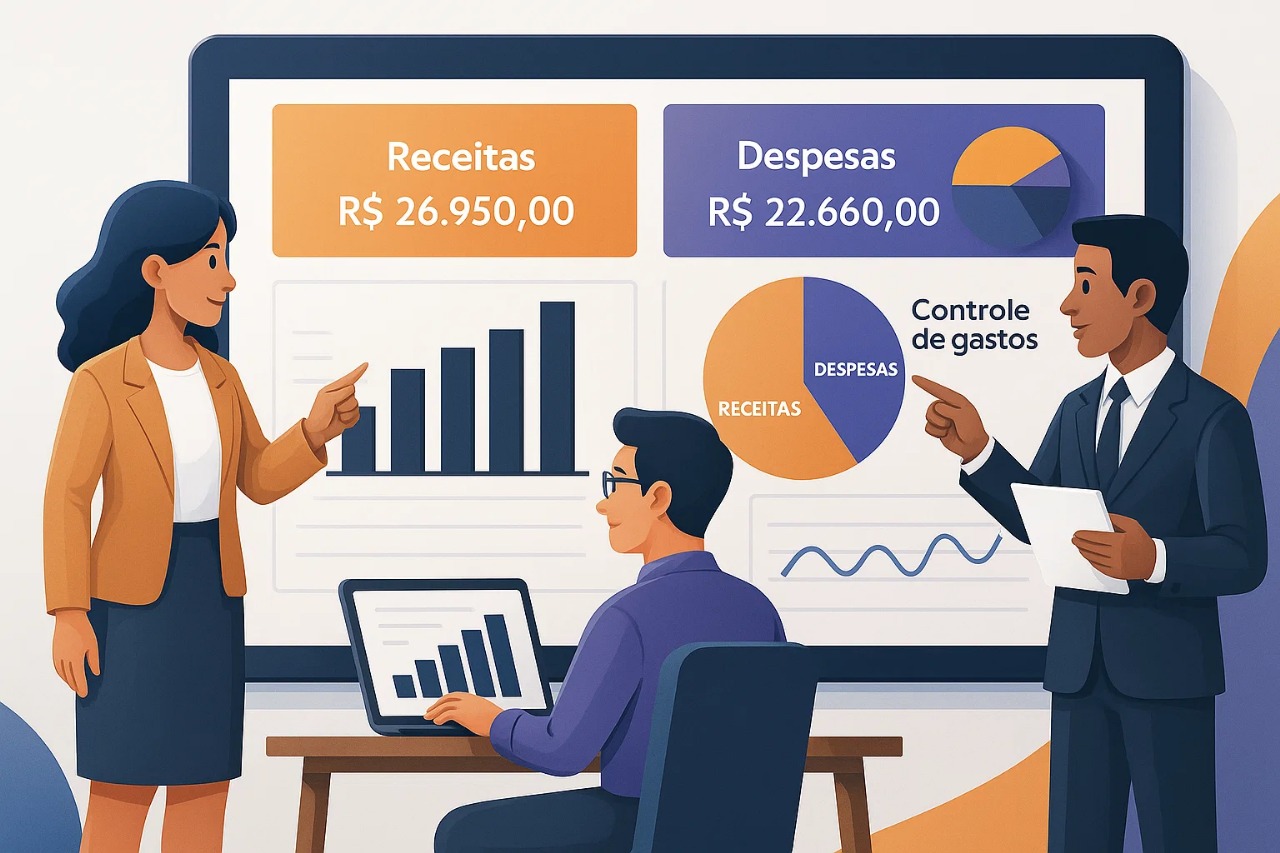 Receitas
R$ 26.950,00
Despesas
R$ 22.660,00
Controle
de gastos
DESPESAS
RECEITAS